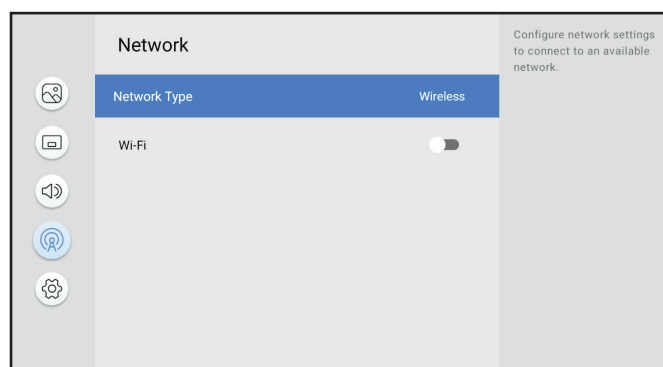 Network
Network Type
Wireless
Wi-Fi
Configure network settings
to connect to an available
network.